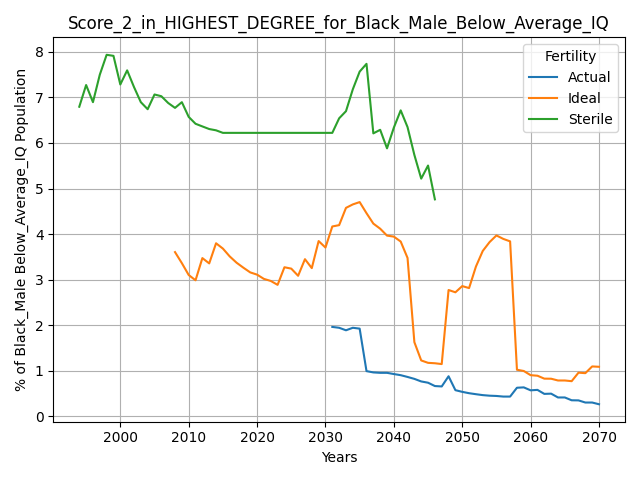 Score_2_in_HIGHEST_DEGREE_for_Black_Male_Below_Average_IQ
% of Black_Male Below_Average_IQ Population
8
7
6
5
4
3
2
1
0
Fertility
Actual
Ideal
Sterile
2000
2010
2020
2030
2040
2050
2060
2070
Years